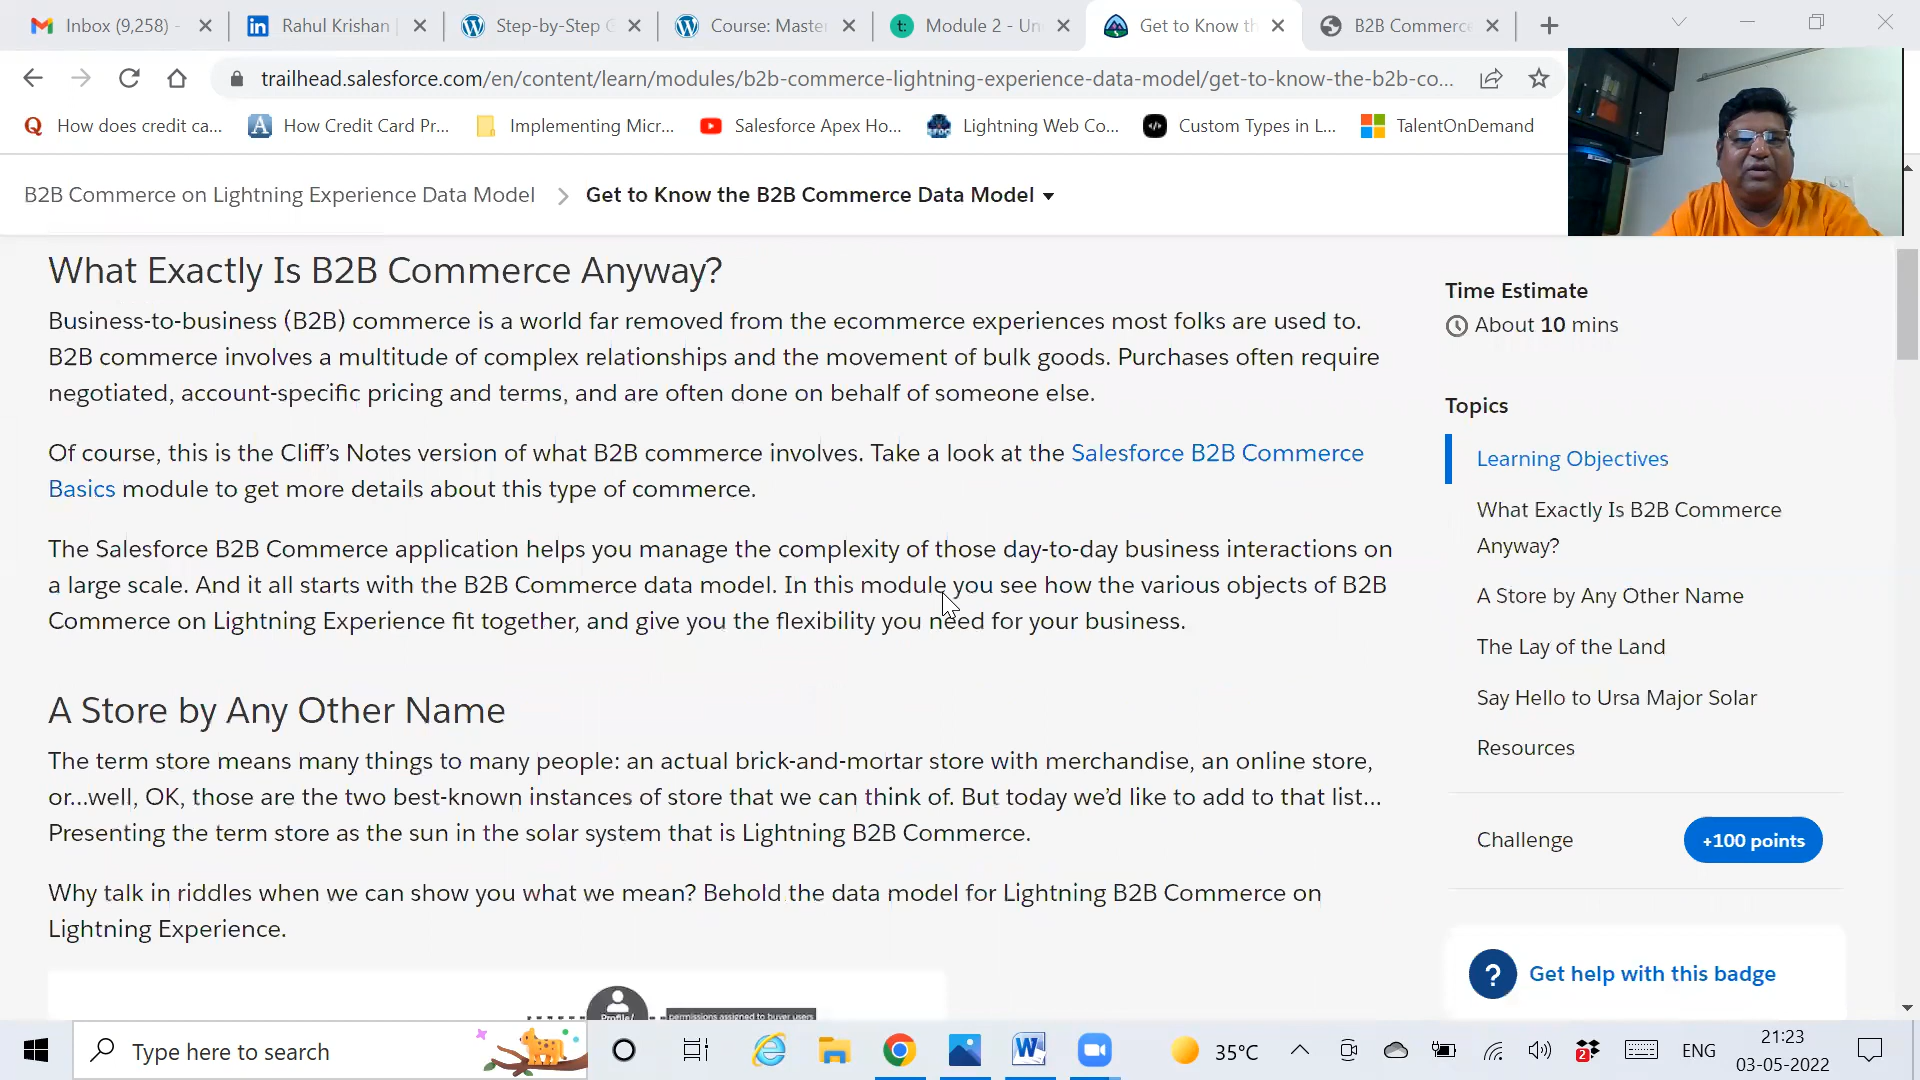 Inbox (9,258) -
Rahul Krishan
Step-by-Step G
Course: Master
Module 2 - Un
Get to Know th
B2B Commerce
trailhead.salesforce.com/en/content/learn/modules/b2b-commerce-lightning-experience-data-model/get-to-know-the-b2b-co...
How does credit ca...
How Credit Card Pr...
Implementing Micr...
Salesforce Apex Ho...
Lightning Web Co...
Custom Types in L...
TalentOnDemand
B2B Commerce on Lightning Experience Data Model
Get to Know the B2B Commerce Data Model
What Exactly Is B2B Commerce Anyway?
Business-to-business (B2B) commerce is a world far removed from the ecommerce experiences most folks are used to.
B2B commerce involves a multitude of complex relationships and the movement of bulk goods. Purchases often require
negotiated, account-specific pricing and terms, and are often done on behalf of someone else.
Of course, this is the Cliff's Notes version of what B2B commerce involves. Take a look at the Salesforce B2B Commerce
Basics module to get more details about this type of commerce.
The Salesforce B2B Commerce application helps you manage the complexity of those day-to-day business interactions on
a large scale. And it all starts with the B2B Commerce data model. In this module you see how the various objects of B2B
Commerce on Lightning Experience fit together, and give you the flexibility you need for your business.
A Store by Any Other Name
The term store means many things to many people: an actual brick-and-mortar store with merchandise, an online store,
or...well, OK, those are the two best-known instances of store that we can think of. But today we'd like to add to that list...
Presenting the term store as the sun in the solar system that is Lightning B2B Commerce.
Why talk in riddles when we can show you what we mean? Behold the data model for Lightning B2B Commerce on
Lightning Experience.
Profile/
permissions assigned to buyer users
Time Estimate
About 10 mins
Topics
Learning Objectives
What Exactly Is B2B Commerce
Anyway?
A Store by Any Other Name
The Lay of the Land
Say Hello to Ursa Major Solar
Resources
Challenge
+100 points
? Get help with this badge
Type here to search
35°C
2
ENG
21:23
03-05-2022